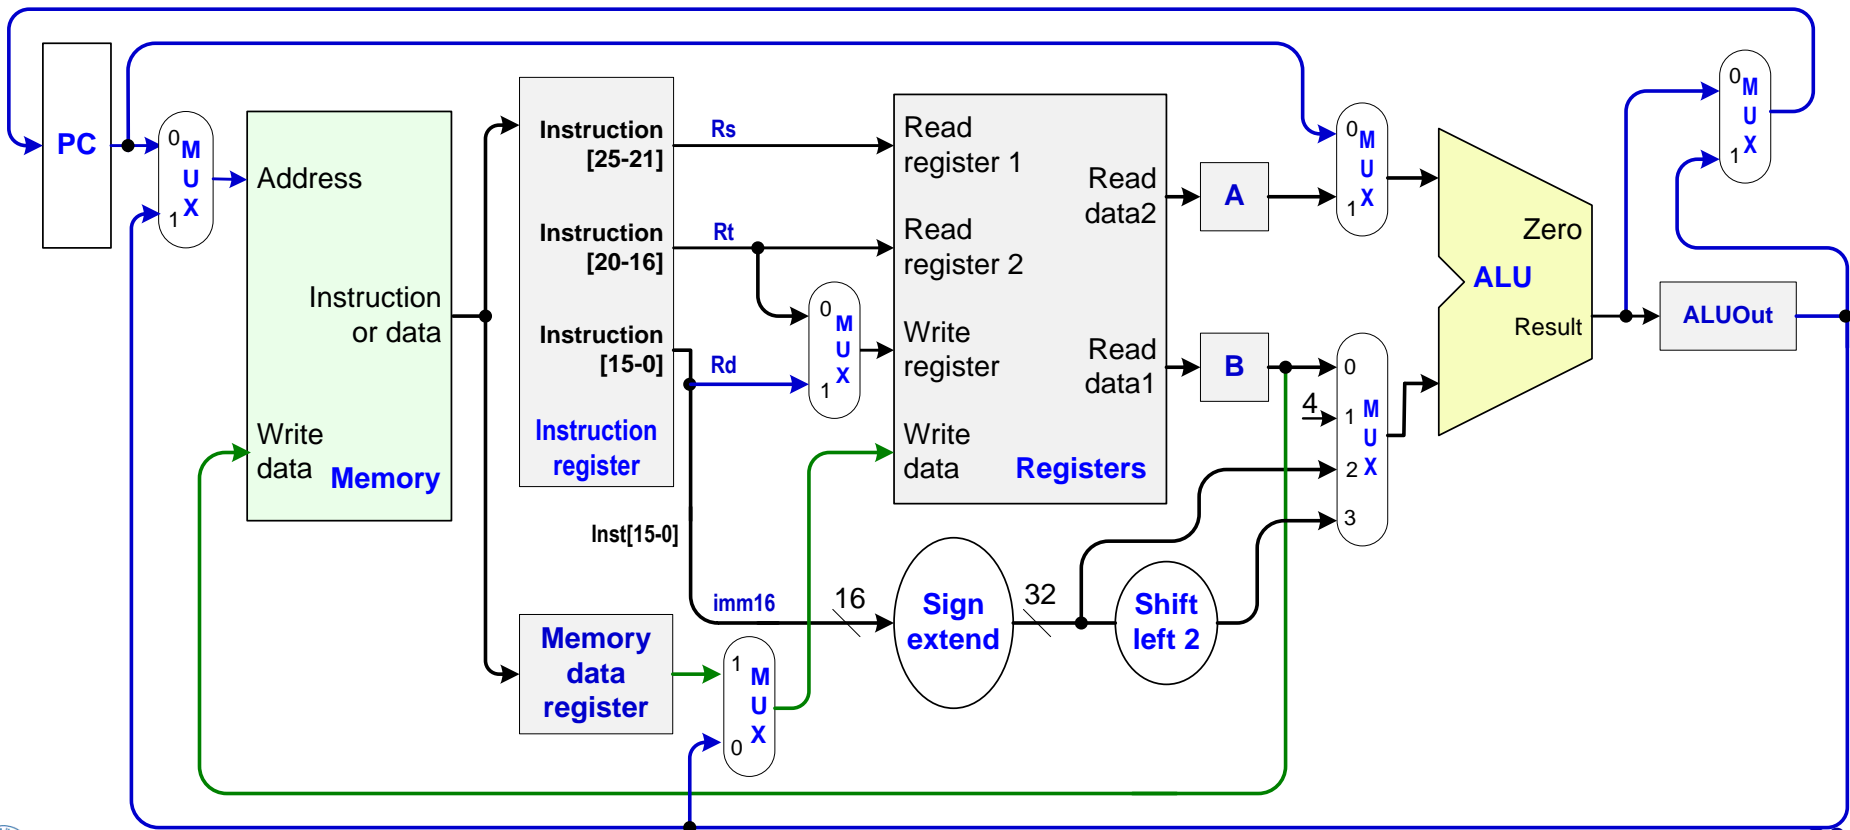 PC
0
M
U
X
1
Address
Instruction
or data
Write
data
Memory
Instruction
[25-21]
Instruction
[20-16]
Instruction
[15-0]
Instruction
register
Rs
Rt
Rd
0
M
U
X
1
Inst[15-0]
imm16
16
Memory
data
register
1
M
U
X
0
Read
register 1
Read
register 2
Write
register
Write
data
Read
data2
Read
data1
Registers
Sign
extend
32
Shift
left 2
A
B
0
M
U
X
1
0
4
1
M
U
2
X
3
Zero
ALU
Result
ALUOut
0
M
U
X
1